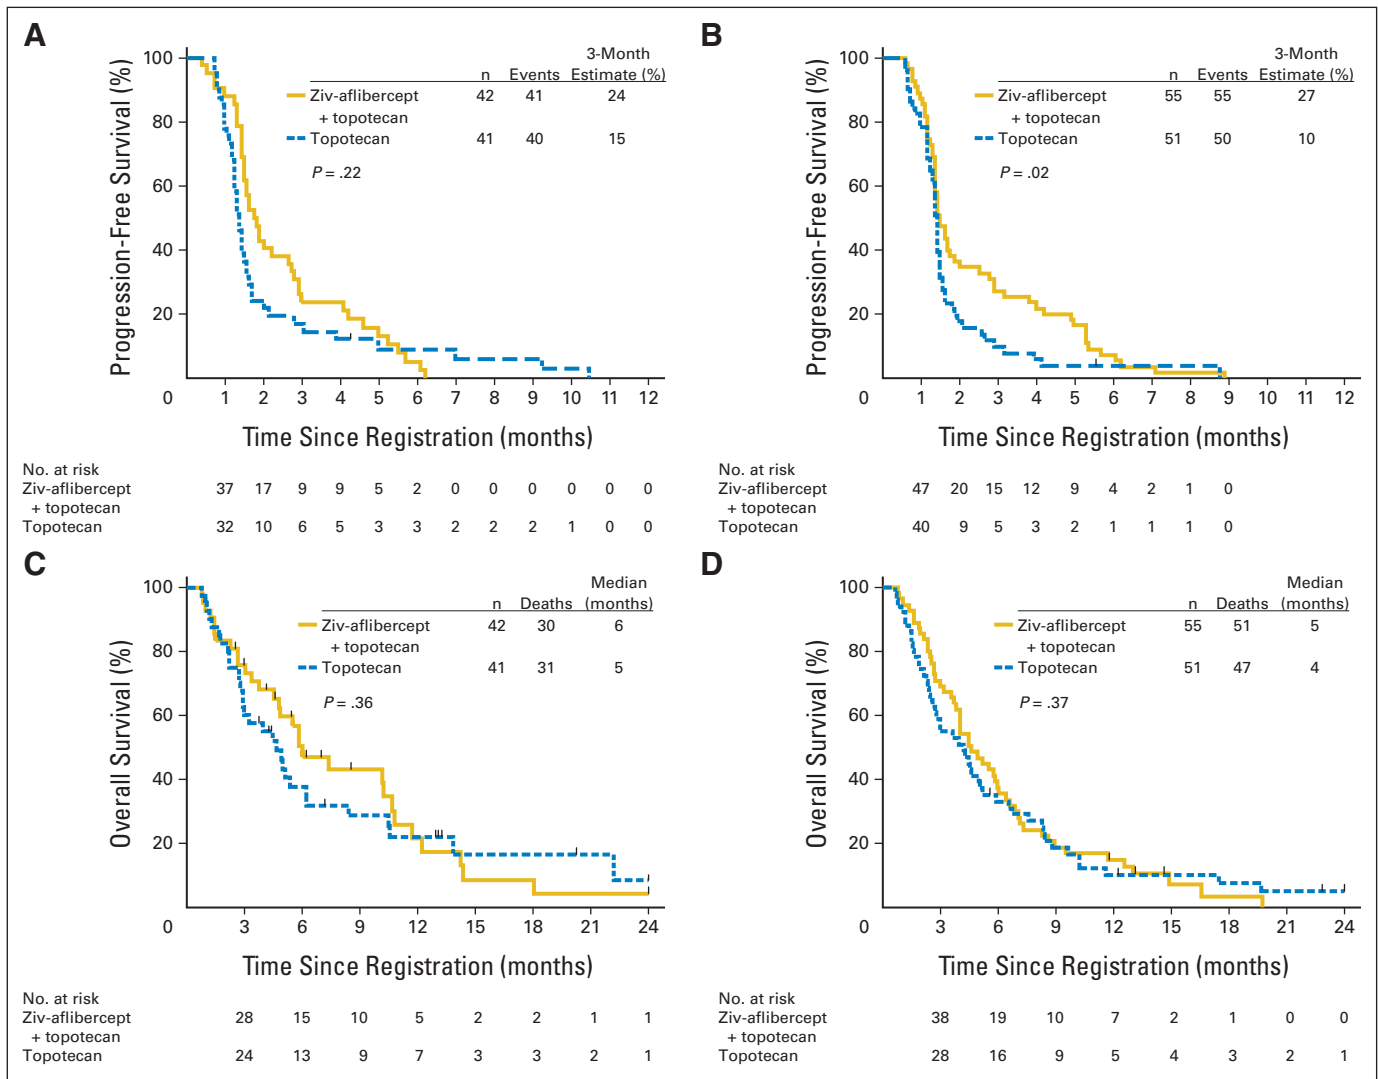 A
Progression-Free Survival (%)
100
80
60
40
20
0 1 2 3 4 5 6 7 8 9 10 11 12
Time Since Registration (months)
3-Month
n Events Estimate (%)
Ziv-aflibercept 42 41 24
+ topotecan
Topotecan 41 40 15
P = .22
No. at risk
Ziv-aflibercept 37 17 9 9 5 2 0 0 0 0 0 0
+ topotecan
Topotecan 32 10 6 5 3 3 2 2 2 1 0 0
B
Progression-Free Survival (%)
100
80
60
40
20
0 1 2 3 4 5 6 7 8 9 10 11 12
Time Since Registration (months)
3-Month
n Events Estimate (%)
Ziv-aflibercept 55 55 27
+ topotecan
Topotecan 51 50 10
P = .02
No. at risk
Ziv-aflibercept 47 20 15 12 9 4 2 1 0
+ topotecan
Topotecan 40 9 5 3 2 1 1 1 0
C
Overall Survival (%)
100
80
60
40
20
0 3 6 9 12 15 18 21 24
Time Since Registration (months)
Median
n Deaths (months)
Ziv-aflibercept 42 30 6
+ topotecan
Topotecan 41 31 5
P = .36
No. at risk
Ziv-aflibercept 28 15 10 5 2 2 1 1
+ topotecan
Topotecan 24 13 9 7 3 3 2 1
D
Overall Survival (%)
100
80
60
40
20
0 3 6 9 12 15 18 21 24
Time Since Registration (months)
Median
n Deaths (months)
Ziv-aflibercept 55 51 5
+ topotecan
Topotecan 51 47 4
P = .37
No. at risk
Ziv-aflibercept 38 19 10 7 2 1 0 0
+ topotecan
Topotecan 28 16 9 5 4 3 2 1